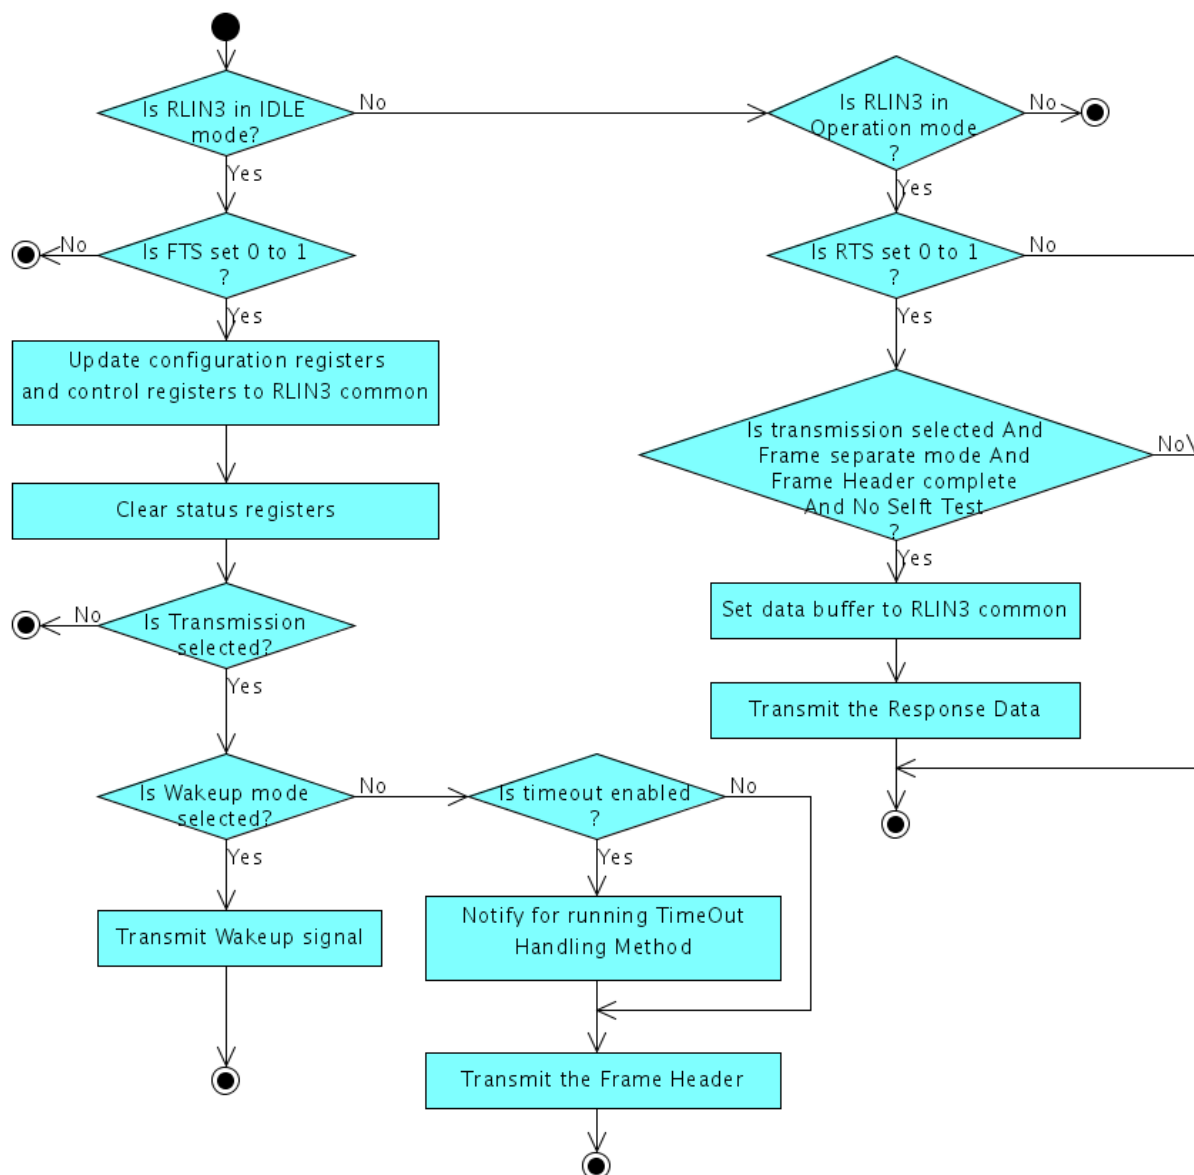 Is RLIN3 in IDLE
mode?
No
Yes
Is RLIN3 in
Operation mode
?
No
Yes
Is FTS set 0 to 1
?
No
Yes
Is RTS set 0 to 1
?
No
Yes
Update configuration registers
and control registers to RLIN3 common
Clear status registers
Is transmission selected And
Frame separate mode And
Frame Header complete
And No Selft Test
?
No
Yes
Set data buffer to RLIN3 common
Transmit the Response Data
Is Transmission
selected?
No
Yes
Is Wakeup mode
selected?
No
Yes
Is timeout enabled
?
No
Yes
Transmit Wakeup signal
Notify for running TimeOut
Handling Method
Transmit the Frame Header